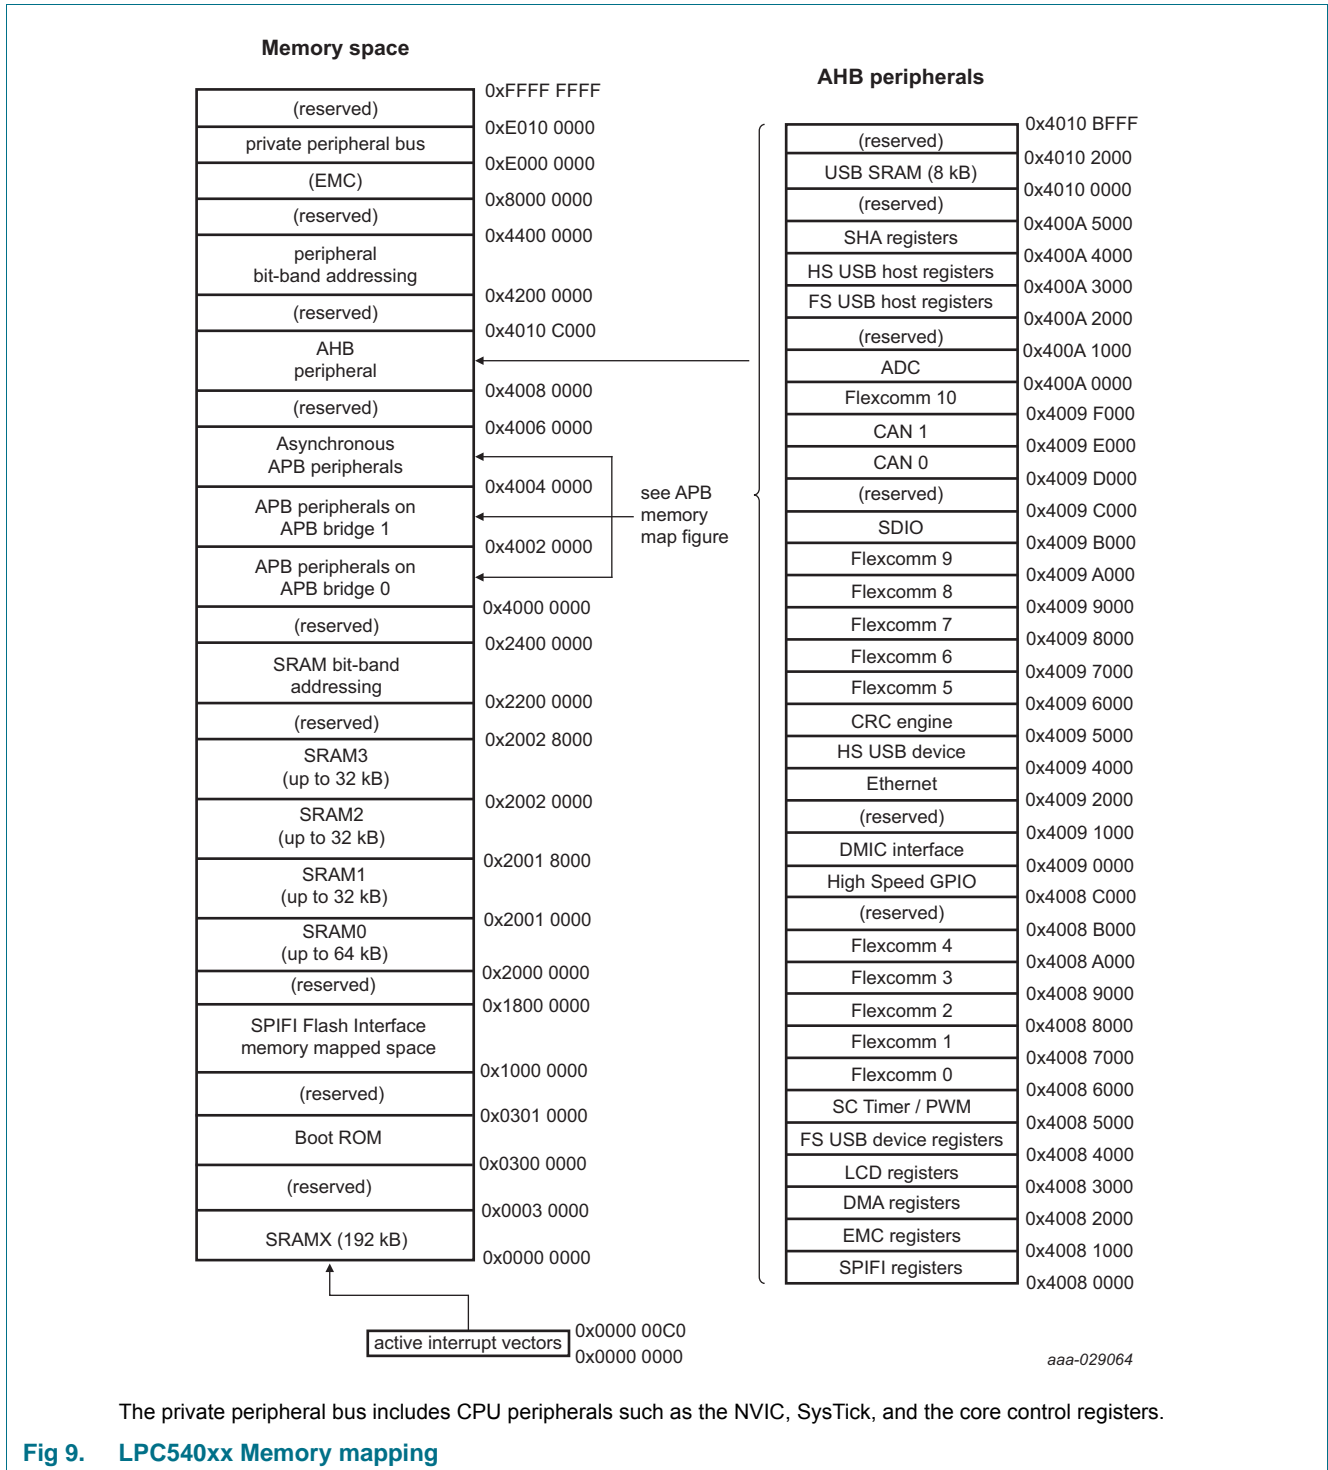 Memory space
0xFFFF FFFF
(reserved)
0xE010 0000
private peripheral bus
0xE000 0000
(EMC)
0x8000 0000
(reserved)
0x4400 0000
peripheral
bit-band addressing
0x4200 0000
(reserved)
0x4010 C000
AHB
peripheral
0x4008 0000
(reserved)
0x4006 0000
Asynchronous
APB peripherals
0x4004 0000
APB peripherals on
APB bridge 1
0x4002 0000
APB peripherals on
APB bridge 0
0x4000 0000
(reserved)
0x2400 0000
SRAM bit-band
addressing
0x2200 0000
(reserved)
0x2002 8000
SRAM3
(up to 32 kB)
0x2002 0000
SRAM2
(up to 32 kB)
0x2001 8000
SRAM1
(up to 32 kB)
0x2001 0000
SRAM0
(up to 64 kB)
0x2000 0000
(reserved)
0x1800 0000
SPIFI Flash Interface
memory mapped space
0x1000 0000
(reserved)
0x0301 0000
Boot ROM
0x0300 0000
(reserved)
0x0003 0000
SRAMX (192 kB)
0x0000 0000
active interrupt vectors
0x0000 00C0
0x0000 0000
see APB
memory
map figure
AHB peripherals
0x4010 BFFF
(reserved)
0x4010 2000
USB SRAM (8 kB)
0x4010 0000
(reserved)
0x400A 5000
SHA registers
0x400A 4000
HS USB host registers
0x400A 3000
FS USB host registers
0x400A 2000
(reserved)
0x400A 1000
ADC
0x400A 0000
Flexcomm 10
0x4009 F000
CAN 1
0x4009 E000
CAN 0
0x4009 D000
(reserved)
0x4009 C000
SDIO
0x4009 B000
Flexcomm 9
0x4009 A000
Flexcomm 8
0x4009 9000
Flexcomm 7
0x4009 8000
Flexcomm 6
0x4009 7000
Flexcomm 5
0x4009 6000
CRC engine
0x4009 5000
HS USB device
0x4009 4000
Ethernet
0x4009 2000
(reserved)
0x4009 1000
DMIC interface
0x4009 0000
High Speed GPIO
0x4008 C000
(reserved)
0x4008 B000
Flexcomm 4
0x4008 A000
Flexcomm 3
0x4008 9000
Flexcomm 2
0x4008 8000
Flexcomm 1
0x4008 7000
Flexcomm 0
0x4008 6000
SC Timer / PWM
0x4008 5000
FS USB device registers
0x4008 4000
LCD registers
0x4008 3000
DMA registers
0x4008 2000
EMC registers
0x4008 1000
SPIFI registers
0x4008 0000
aaa-029064
The private peripheral bus includes CPU peripherals such as the NVIC, SysTick, and the core control registers.
Fig 9. LPC540xx Memory mapping